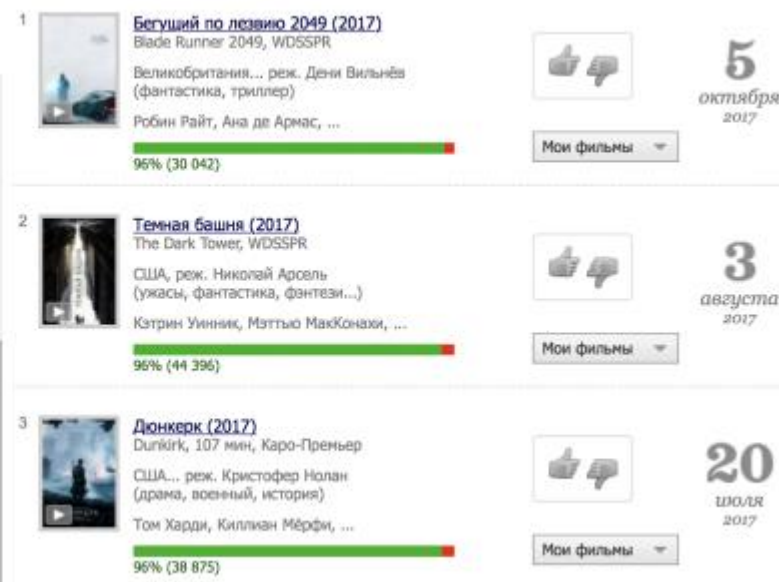 1
Бегущий по лезвию 2049 (2017)
Blade Runner 2049, WDSSPR
Великобритания... реж. Дени Вильнёв
(фантастика, триллер)
Робин Райт, Ана де Армас, ...
96% (30 042)
Мои фильмы
5
октября
2017
2
Темная башня (2017)
The Dark Tower, WDSSPR
США, реж. Николай Арсель
(ужасы, фантастика, фэнтези...)
Кэтрин Уинник, Мэттью МакКонахи, ...
96% (44 396)
Мои фильмы
3
августа
2017
3
Дюнкерк (2017)
Dunkirk, 107 мин, Каро-Премьер
США... реж. Кристофер Нолан
(драма, военный, история)
Том Харди, Киллиан Мёрфи, ...
96% (38 875)
Мои фильмы
20
июля
2017